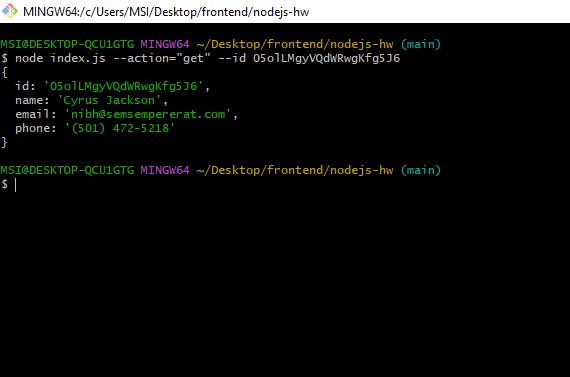 MINGW64:/c/Users/MSI/Desktop/frontend/nodejs-hw
MSI@DESKTOP-QCU1GTG MINGW64 ~/Desktop/frontend/nodejs-hw (main)
$ node index.js --action="get" --id O5olLMgyVQdWRwgKfg5J6
{
  id: 'O5olLMgyVQdWRwgKfg5J6',
  name: 'Cyrus Jackson',
  email: 'nibh@semsempererat.com',
  phone: '(501) 472-5218'
}
MSI@DESKTOP-QCU1GTG MINGW64 ~/Desktop/frontend/nodejs-hw (main)
$